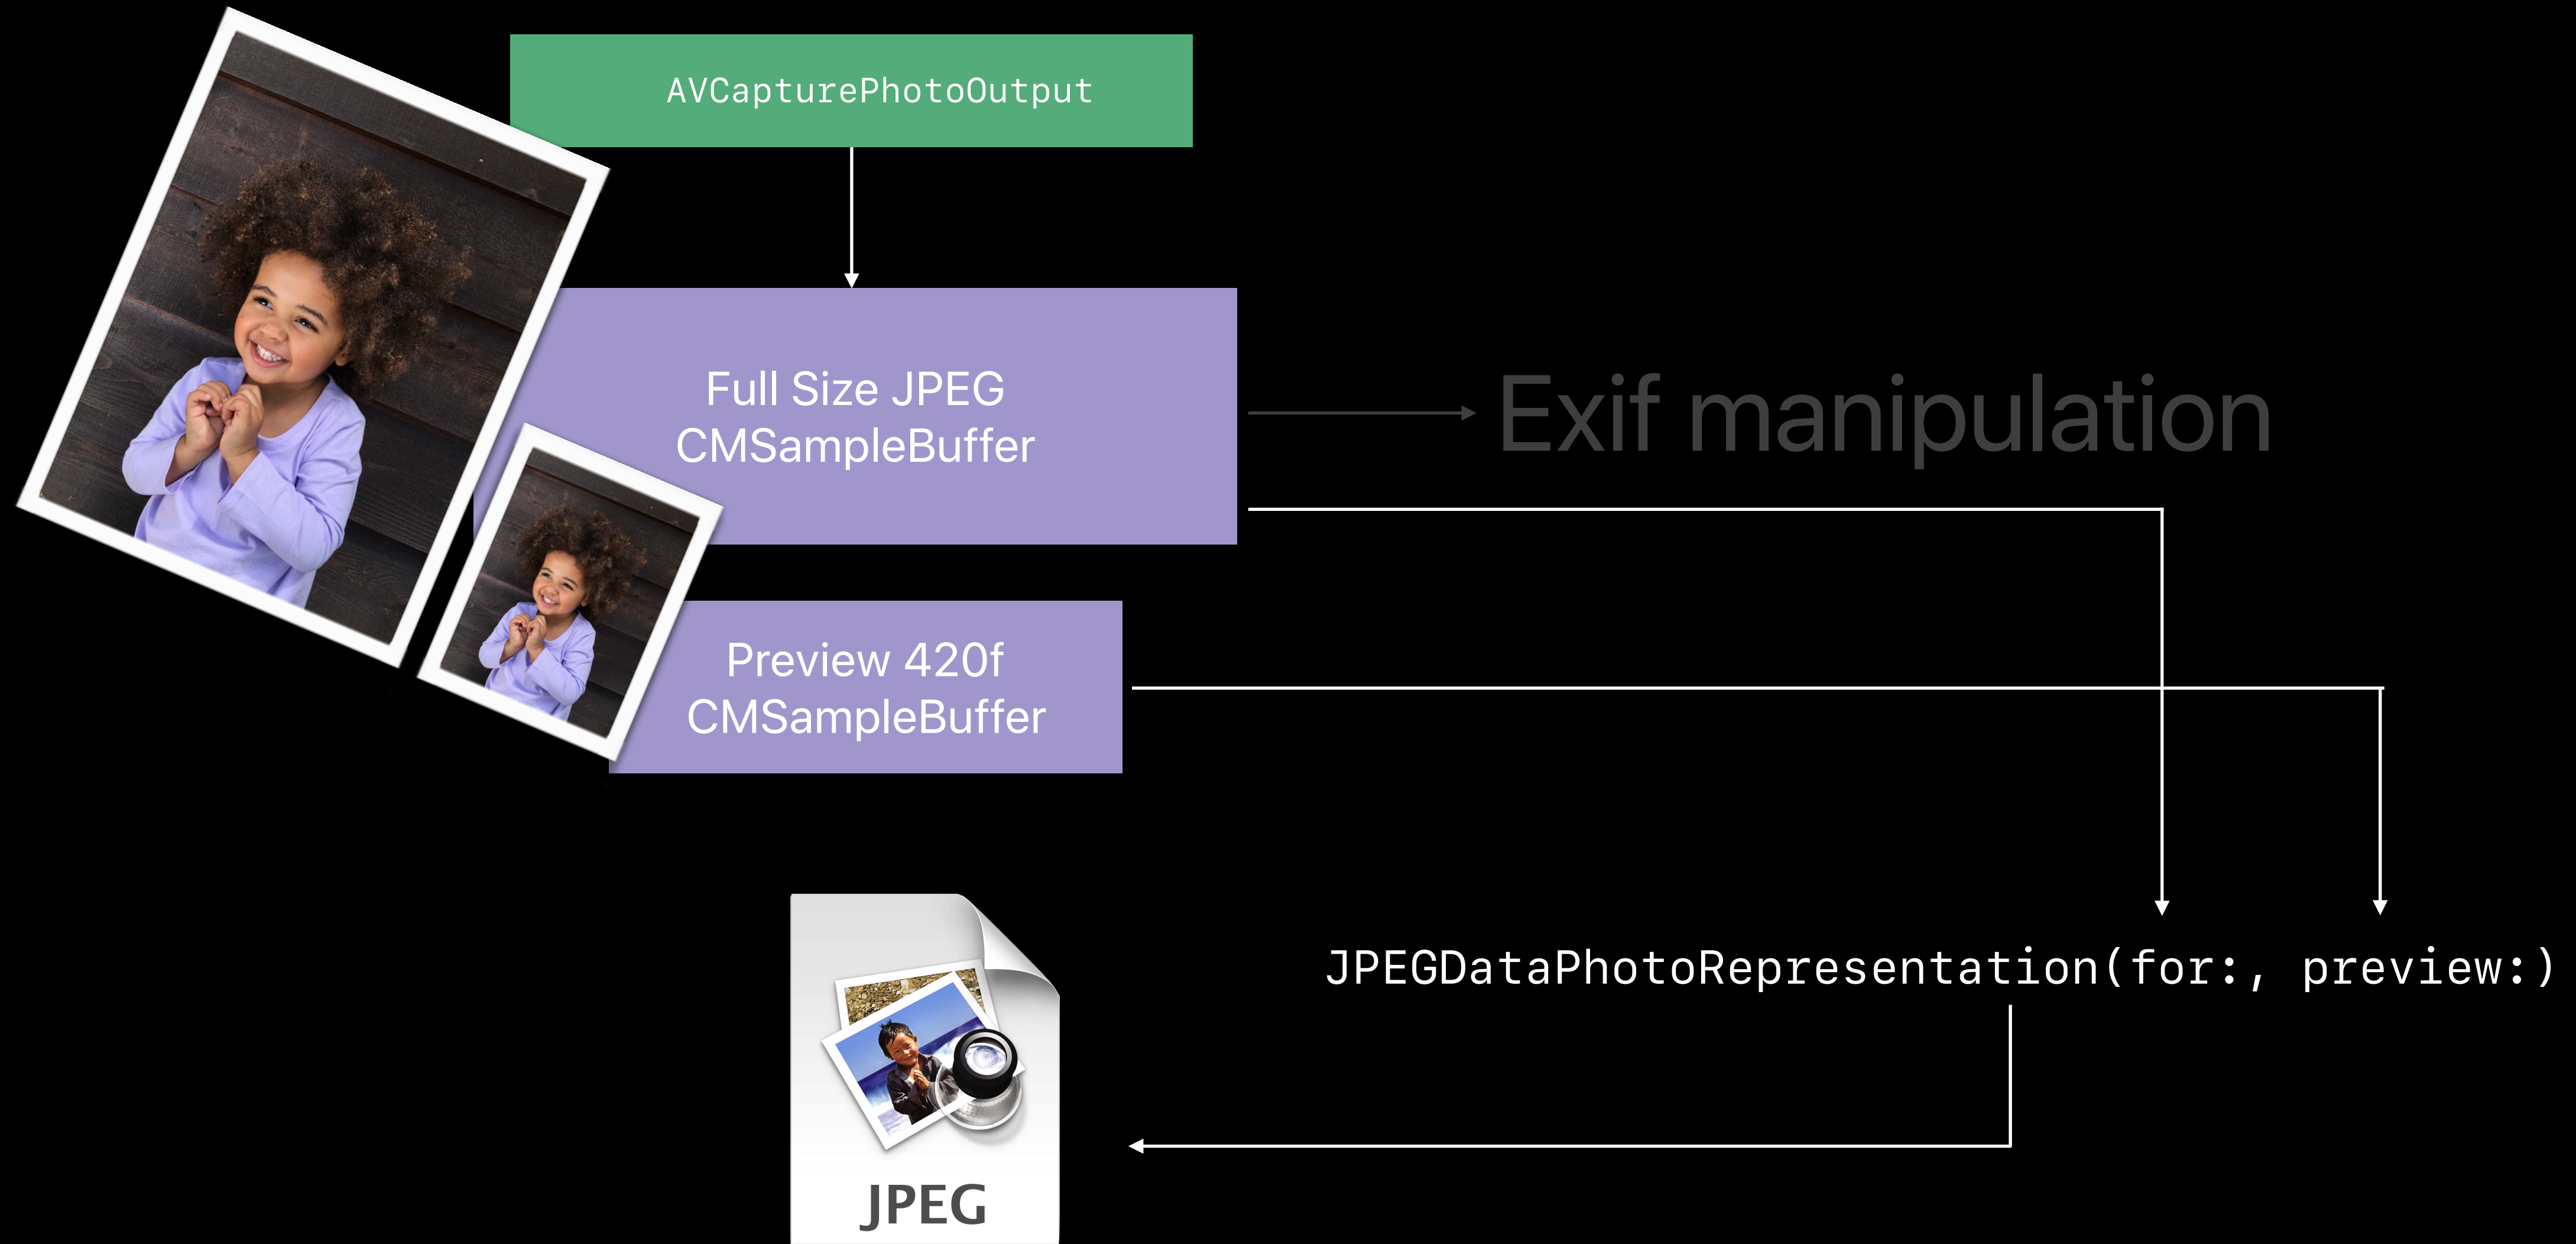 AVCapturePhotoOutput
Full Size JPEG
CMSampleBuffer
Exif manipulation
Preview 420f
CMSampleBuffer
JPEGDataPhotoRepresentation(for:, preview:)
JPEG